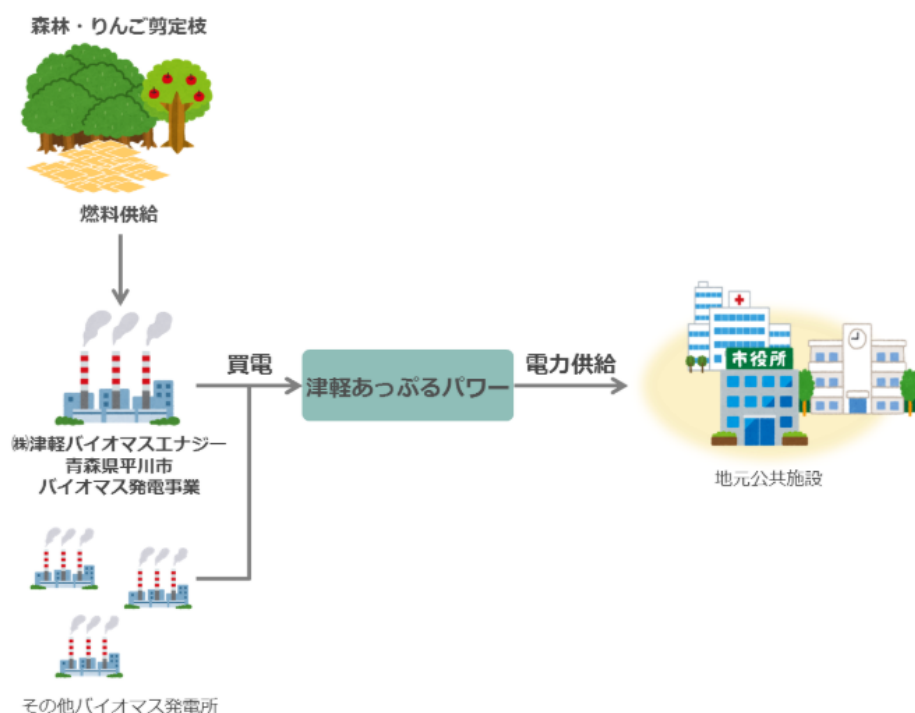 森林・りんご剪定枝
燃料供給
買電
津軽あっぷるパワー
電力供給
市役所
㈱津軽バイオマスエナジー
青森県平川市
バイオマス発電事業
地元公共施設
その他バイオマス発電所